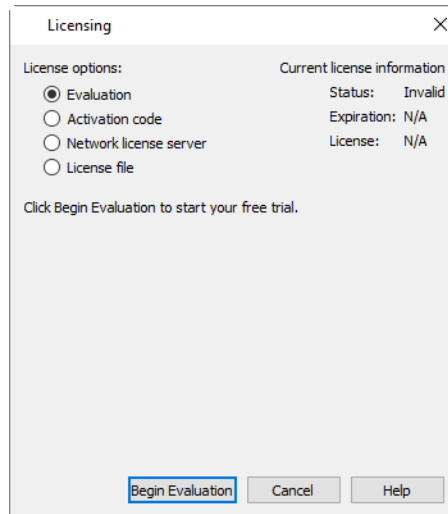 Licensing
License options:
Evaluation
Activation code
Network license server
License file
Current license information
Status: Invalid
Expiration: N/A
License: N/A
Click Begin Evaluation to start your free trial.
Begin Evaluation
Cancel
Help